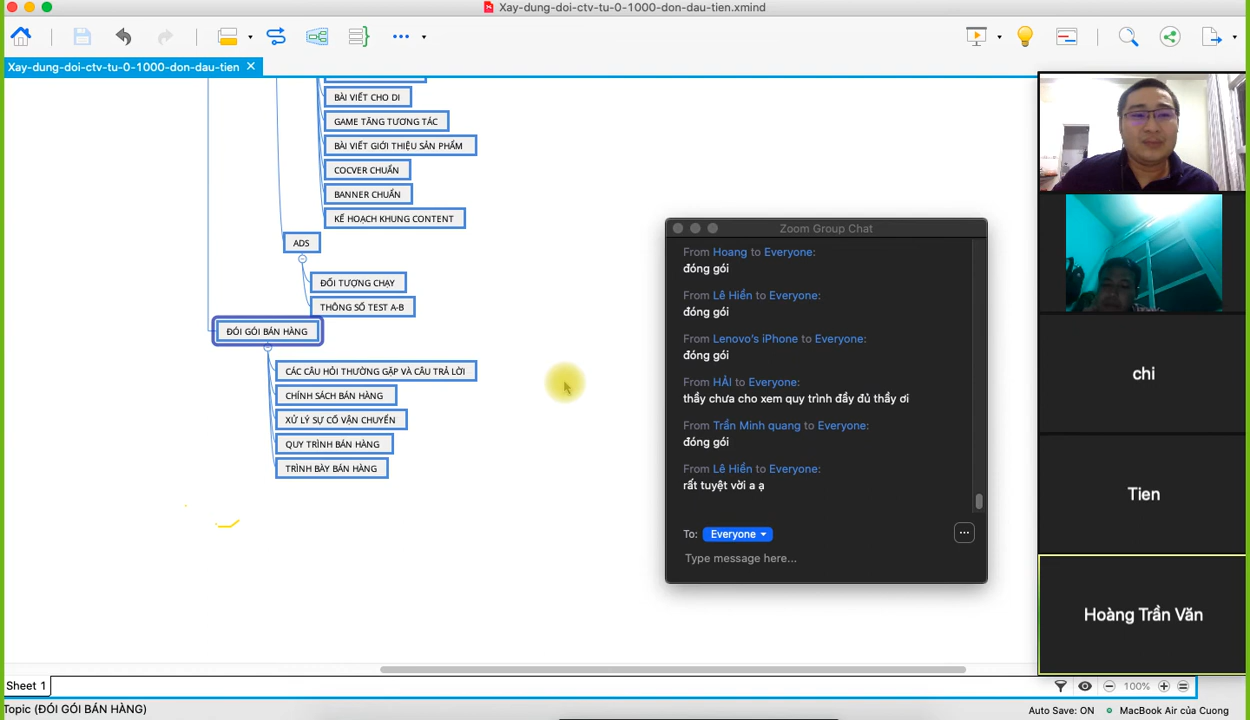 Xay-dung-doi-ctv-tu-0-1000-don-dau-tien.xmind
Xay-dung-doi-ctv-tu-0-1000-don-dau-tien
BÀI VIẾT CHO DI
GAME TĂNG TƯƠNG TÁC
BÀI VIẾT GIỚI THIỆU SẢN PHẨM
COCVER CHUẨN
BANNER CHUẨN
KẾ HOẠCH KHUNG CONTENT
ADS
ĐỐI TƯỢNG CHẠY
THÔNG SỐ TEST A-B
ĐÓI GÓI BÁN HÀNG
CÁC CÂU HỎI THƯỜNG GẶP VÀ CÂU TRẢ LỜI
CHÍNH SÁCH BÁN HÀNG
XỬ LÝ SỰ CỐ VẬN CHUYỂN
QUY TRÌNH BÁN HÀNG
TRÌNH BÀY BÁN HÀNG
Zoom Group Chat
From Hoang to Everyone:
đóng gói
From Lê Hiển to Everyone:
đóng gói
From Lenovo's iPhone to Everyone:
đóng gói
From HẢI to Everyone:
thầy chưa cho xem quy trình đầy đủ thầy ơi
From Trần Minh quang to Everyone:
đóng gói
From Lê Hiển to Everyone:
rất tuyệt vời a ạ
To: Everyone
Type message here...
chi
Tien
Hoàng Trần Văn
Sheet 1
100%
Topic (ĐÓI GÓI BÁN HÀNG)
Auto Save: ON
MacBook Air của Cuong